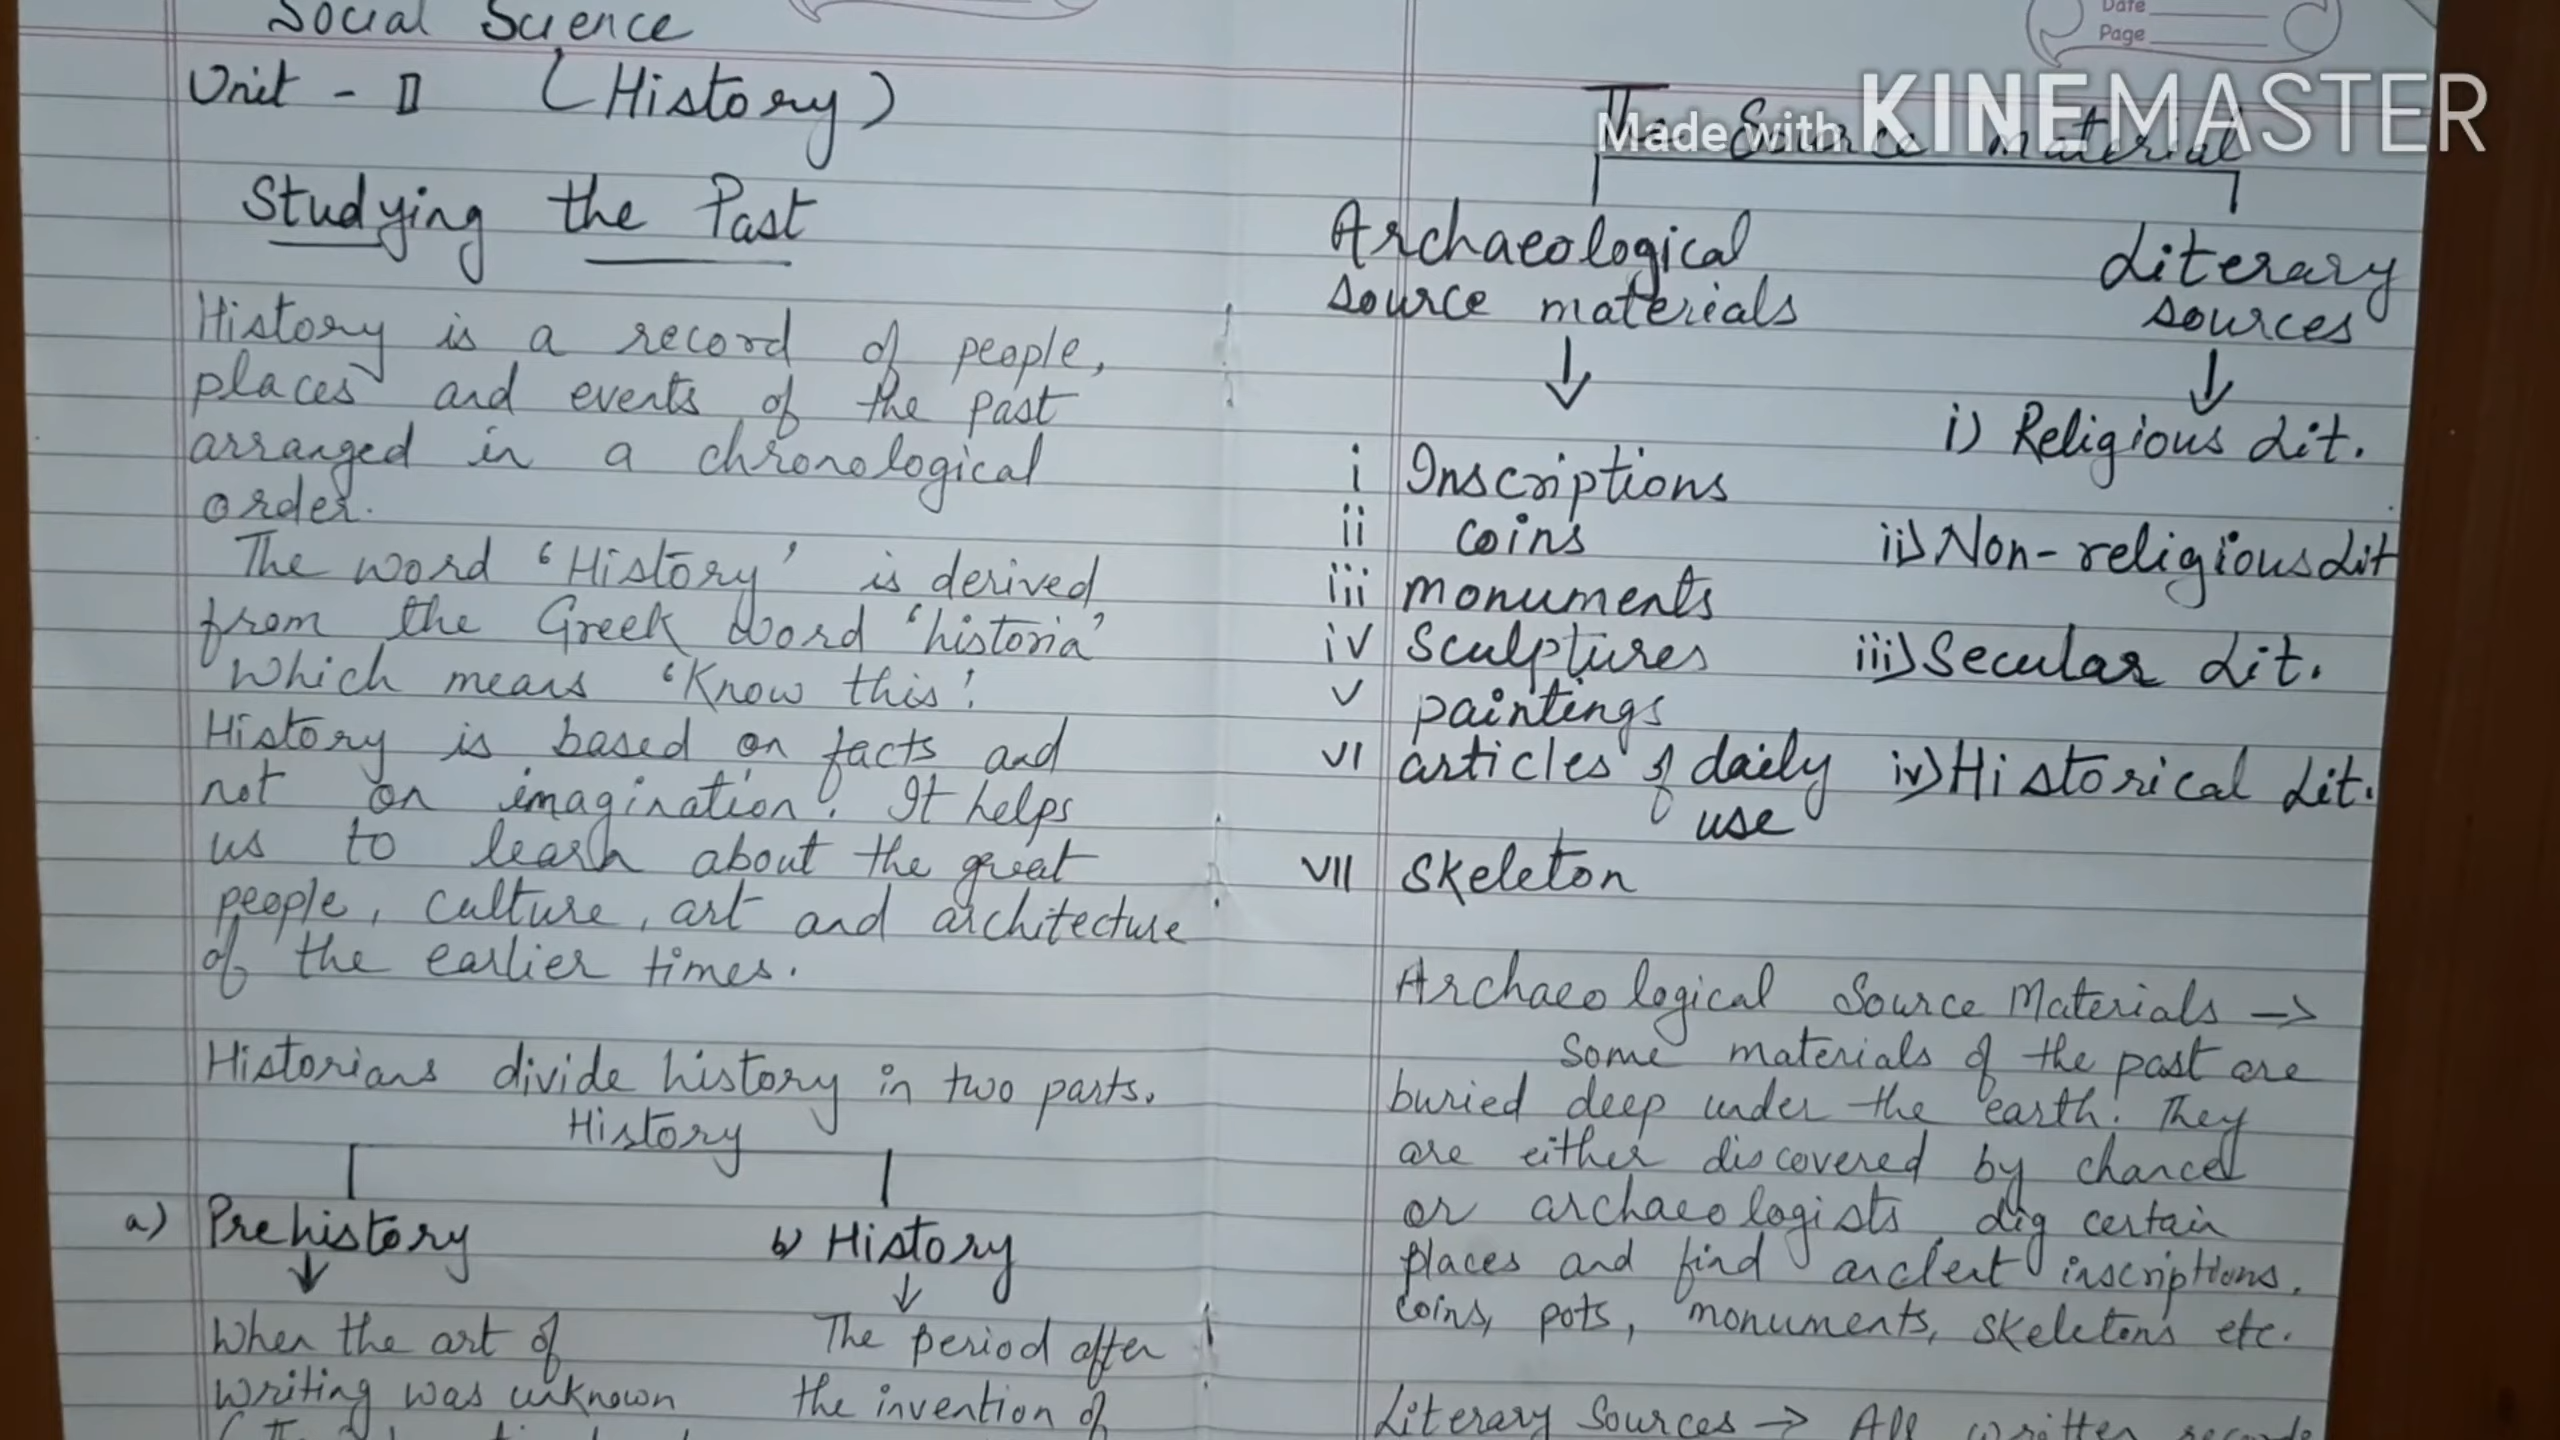 Social Science
Unit - II (History)
Studying the Past
History is a record of people,
places and events of the past
arranged in a chronological
order.
The word 'History' is derived
from the Greek word 'historia'
which means 'Know this'.
History is based on facts and
not on imagination. It helps
us to learn about the great
people, culture, art and architecture
of the earlier times.
Historians divide history in two parts.
History
a) Prehistory
b) History
When the art of
writing was unknown
The period after
the invention of
Date
Page
The Source material
Made with KINEMASTER
Archaeological
source materials
i Inscriptions
ii coins
iii monuments
iv sculptures
v paintings
VI articles of daily
use
VII skeleton
Literary
sources
i) Religious Lit.
ii) Non-religious Lit
iii) Secular Lit.
iv) Historical Lit.
Archaeological Source Materials →
Some materials of the past are
buried deep under the earth. They
are either discovered by chance
or archaeologists dig certain
places and find ancient inscriptions,
coins, pots, monuments, skeletons etc.
Literary Sources → All written records